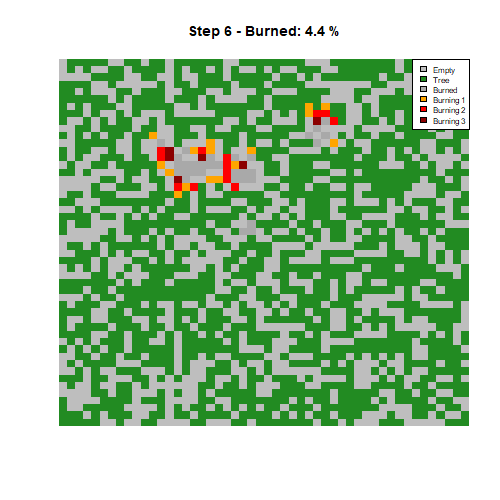 Step 6 - Burned: 4.4 %
Empty
Tree
Burned
Burning 1
Burning 2
Burning 3